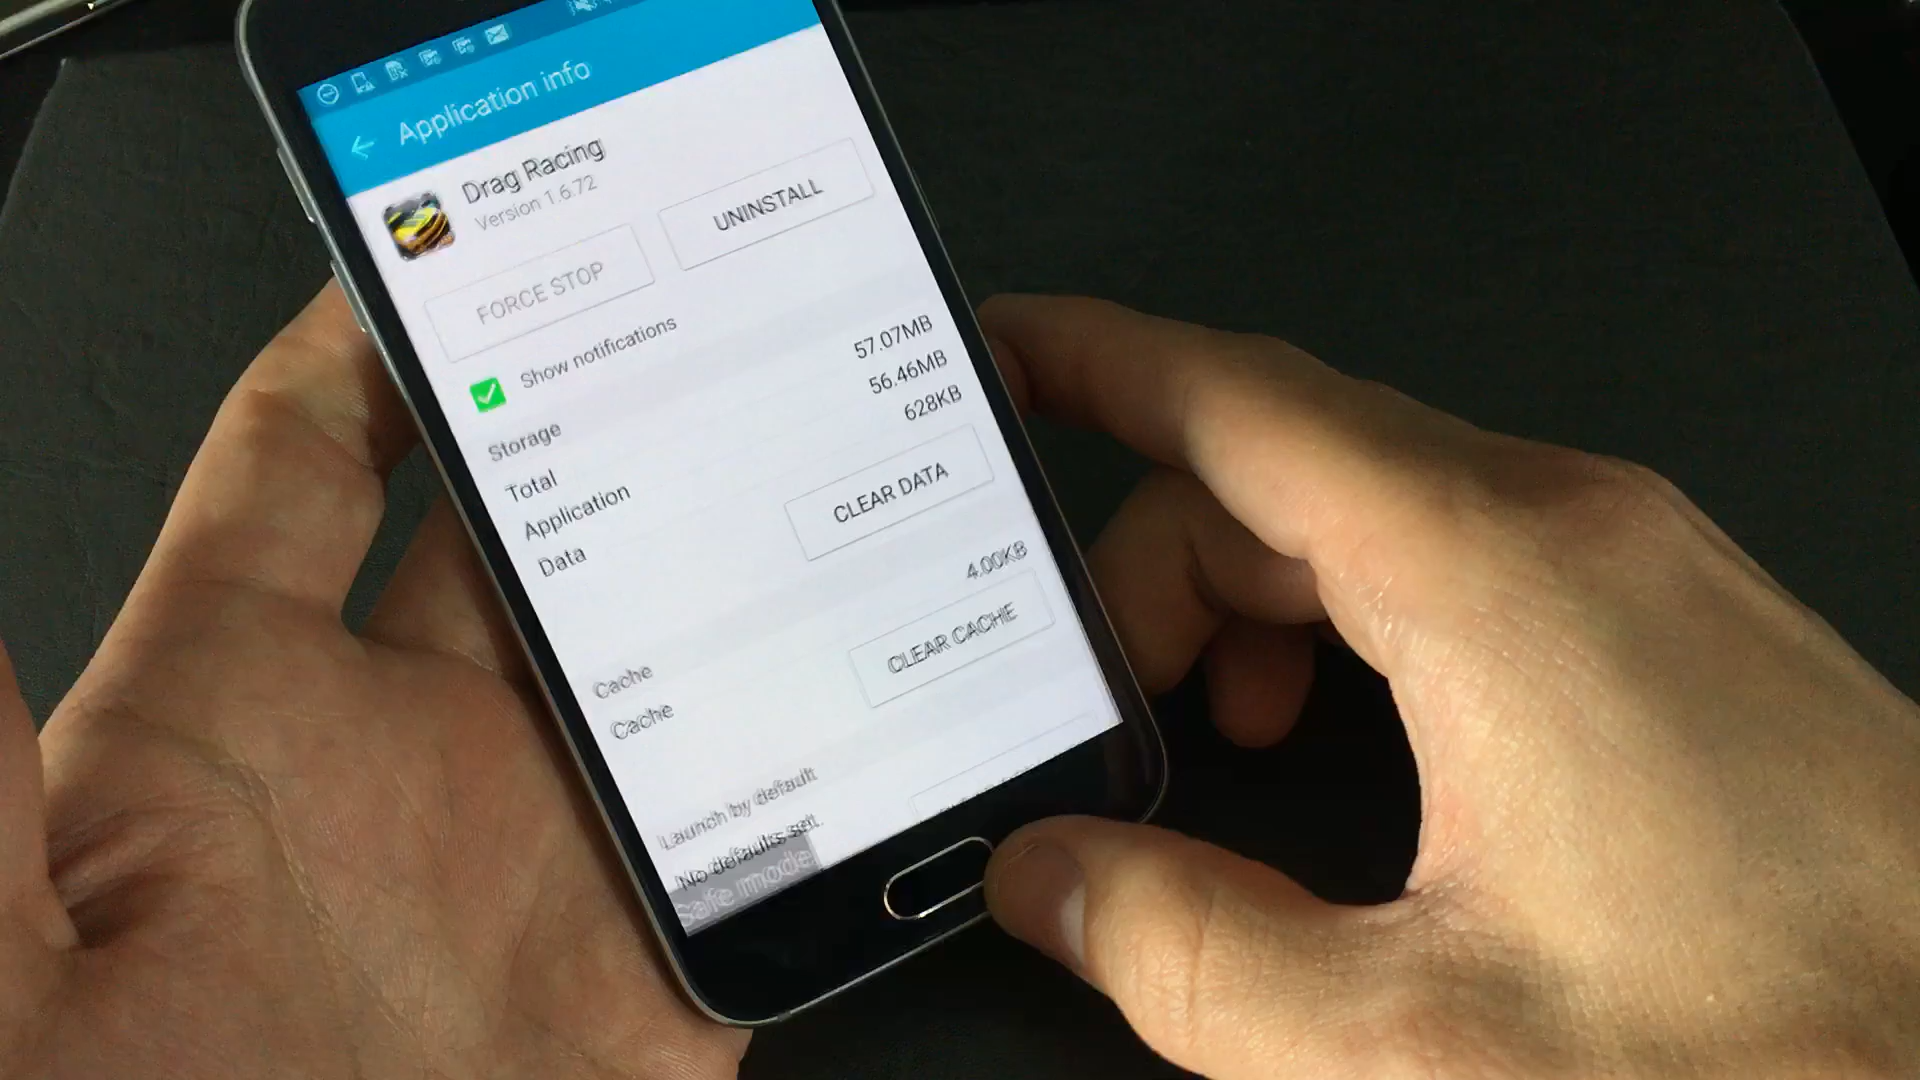 Application info
Drag Racing
Version 1.6.72
FORCE STOP
UNINSTALL
Show notifications
Storage
Total 57.07MB
Application 56.46MB
Data 628KB
CLEAR DATA
Cache
Cache 4.00KB
CLEAR CACHE
Launch by default
No defaults set.
Safe mode